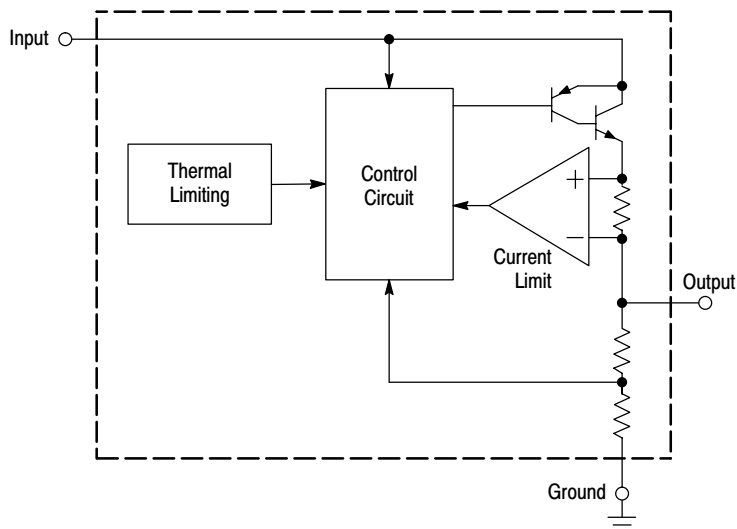 Input
Thermal
Limiting
Control
Circuit
+
−
Current
Limit
Output
Ground